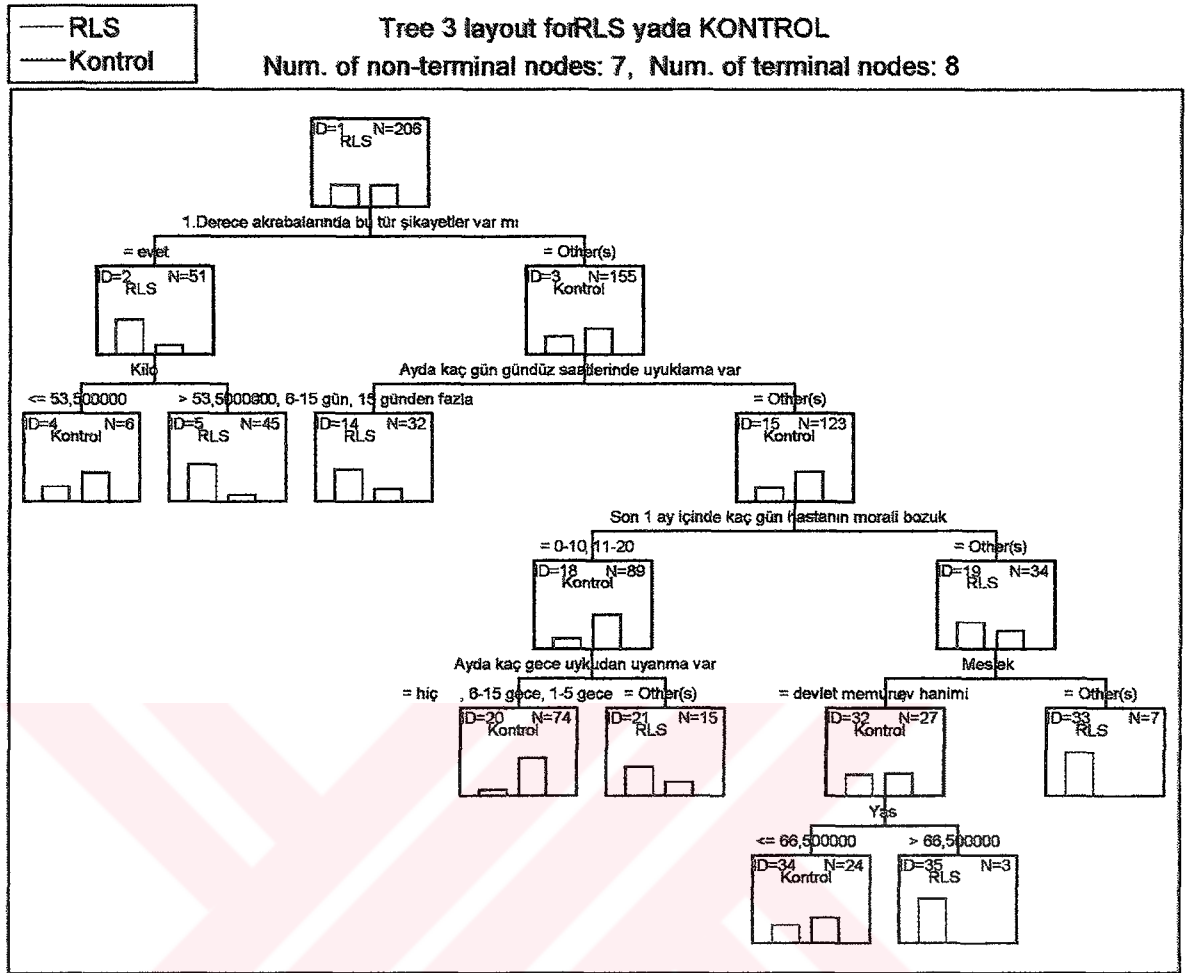 RLS
Kontrol
Tree 3 layout forRLS yada KONTROL
Num. of non-terminal nodes: 7, Num. of terminal nodes: 8
ID=1 N=206
RLS
1.Derece akrabalarında bu tür şikayetler var mı
= evet
= Other(s)
ID=2 N=51
RLS
ID=3 N=155
Kontrol
Kilo
Ayda kaç gün gündüz saatlerinde uyuklama var
<= 53,500000
> 53,5000000, 6-15 gün, 15 günden fazla
= Other(s)
ID=4 N=6
Kontrol
ID=5 N=45
RLS
ID=14 N=32
RLS
ID=15 N=123
Kontrol
Son 1 ay içinde kaç gün hastanın morali bozuk
= 0-10, 11-20
= Other(s)
ID=18 N=89
Kontrol
ID=19 N=34
RLS
Ayda kaç gece uykudan uyanma var
Meslek
= hiç , 6-15 gece, 1-5 gece
= Other(s)
= devlet memuru, ev hanimi
= Other(s)
ID=20 N=74
Kontrol
ID=21 N=15
RLS
ID=32 N=27
Kontrol
ID=33 N=7
RLS
Yas
<= 66,500000
> 66,500000
ID=34 N=24
Kontrol
ID=35 N=3
RLS